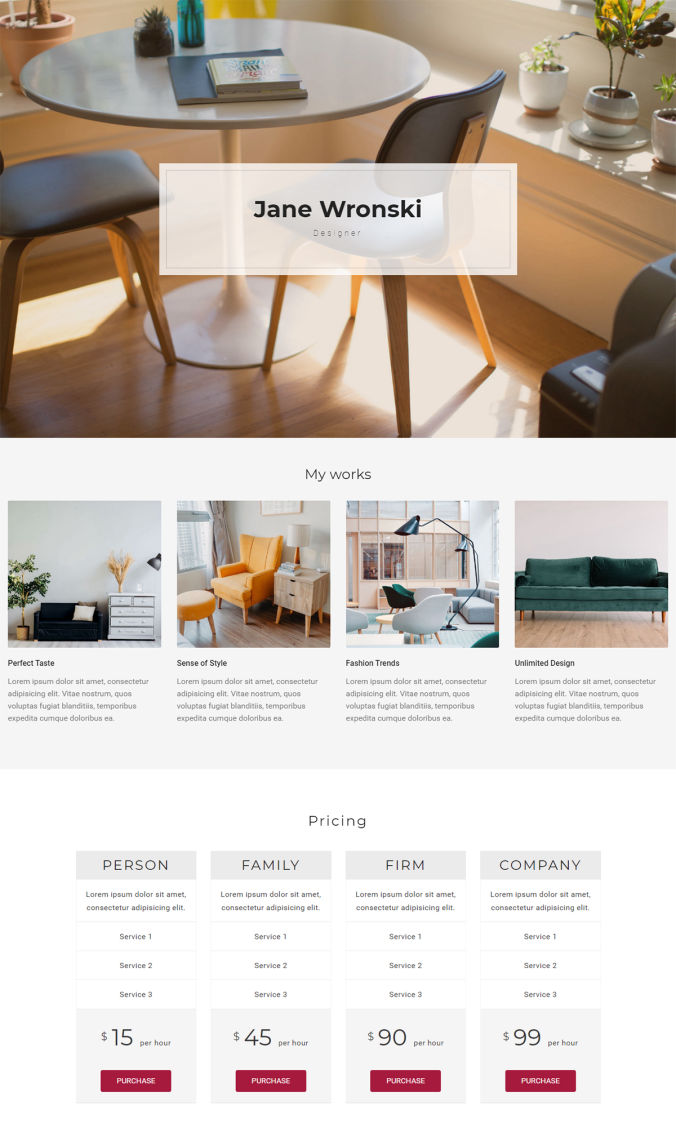 Jane Wronski
Designer
My works
Perfect Taste
Lorem ipsum dolor sit amet, consectetur
adipisicing elit. Vitae nostrum, quos
voluptas fugiat blanditiis, temporibus
expedita cumque doloribus ea.
Sense of Style
Lorem ipsum dolor sit amet, consectetur
adipisicing elit. Vitae nostrum, quos
voluptas fugiat blanditiis, temporibus
expedita cumque doloribus ea.
Fashion Trends
Lorem ipsum dolor sit amet, consectetur
adipisicing elit. Vitae nostrum, quos
voluptas fugiat blanditiis, temporibus
expedita cumque doloribus ea.
Unlimited Design
Lorem ipsum dolor sit amet, consectetur
adipisicing elit. Vitae nostrum, quos
voluptas fugiat blanditiis, temporibus
expedita cumque doloribus ea.
Pricing
PERSON
Lorem ipsum dolor sit amet,
consectetur adipisicing elit.
Service 1
Service 2
Service 3
$ 15 per hour
PURCHASE
FAMILY
Lorem ipsum dolor sit amet,
consectetur adipisicing elit.
Service 1
Service 2
Service 3
$ 45 per hour
PURCHASE
FIRM
Lorem ipsum dolor sit amet,
consectetur adipisicing elit.
Service 1
Service 2
Service 3
$ 90 per hour
PURCHASE
COMPANY
Lorem ipsum dolor sit amet,
consectetur adipisicing elit.
Service 1
Service 2
Service 3
$ 99 per hour
PURCHASE